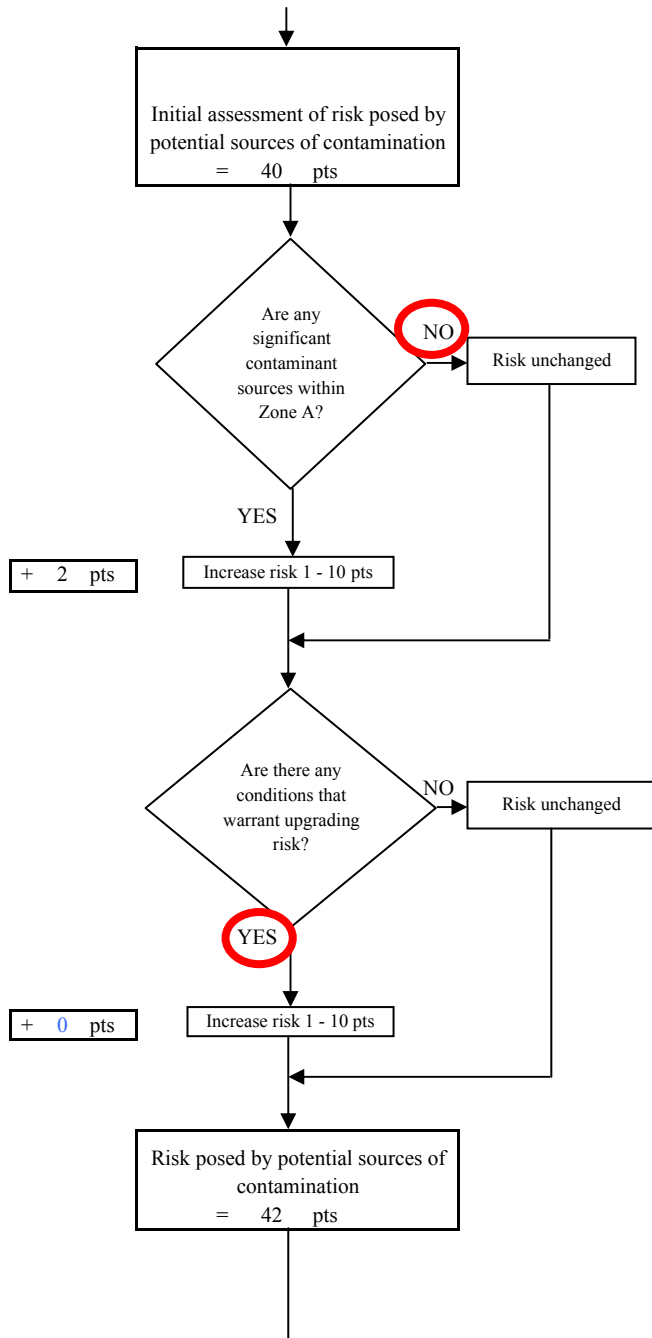 Initial assessment of risk posed by
potential sources of contamination
= 40 pts
Are any
significant
contaminant
sources within
Zone A?
NO
Risk unchanged
YES
+ 2 pts
Increase risk 1 - 10 pts
Are there any
conditions that
warrant upgrading
risk?
NO
Risk unchanged
YES
+ 0 pts
Increase risk 1 - 10 pts
Risk posed by potential sources of
contamination
= 42 pts